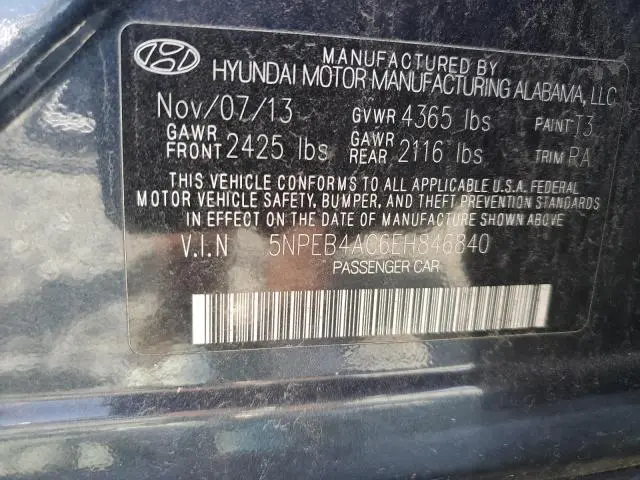 MANUFACTURED BY
HYUNDAI MOTOR MANUFACTURING ALABAMA, LLC
Nov/07/13 GVWR 4365 lbs PAINT T3
GAWR FRONT 2425 lbs GAWR REAR 2116 lbs TRIM RA
THIS VEHICLE CONFORMS TO ALL APPLICABLE U.S.A. FEDERAL
MOTOR VEHICLE SAFETY, BUMPER, AND THEFT PREVENTION STANDARDS
IN EFFECT ON THE DATE OF MANUFACTURE SHOWN ABOVE
V.I.N 5NPEB4AC6EH846840
PASSENGER CAR